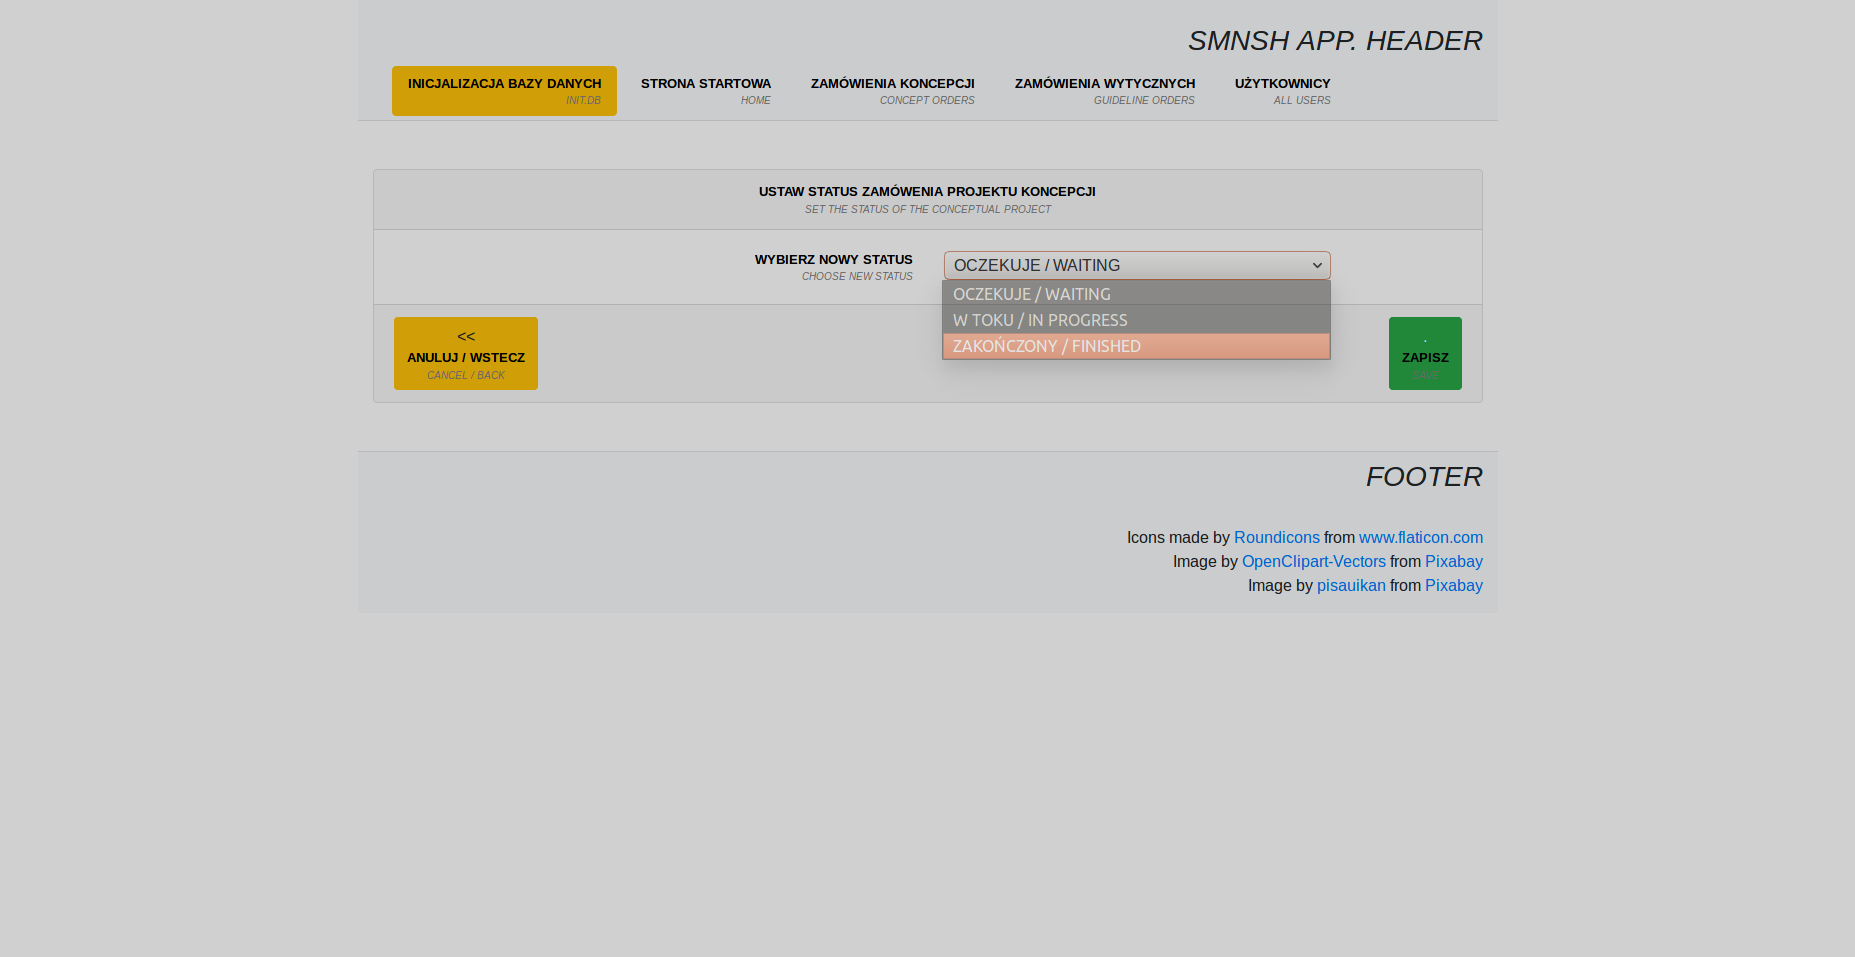 SMNSH APP. HEADER
INICJALIZACJA BAZY DANYCH
INIT.DB
STRONA STARTOWA
HOME
ZAMÓWIENIA KONCEPCJI
CONCEPT ORDERS
ZAMÓWIENIA WYTYCZNYCH
GUIDELINE ORDERS
UŻYTKOWNICY
ALL USERS
USTAW STATUS ZAMÓWENIA PROJEKTU KONCEPCJI
SET THE STATUS OF THE CONCEPTUAL PROJECT
WYBIERZ NOWY STATUS
CHOOSE NEW STATUS
OCZEKUJE / WAITING
OCZEKUJE / WAITING
W TOKU / IN PROGRESS
ZAKOŃCZONY / FINISHED
<<
ANULUJ / WSTECZ
CANCEL / BACK
.
ZAPISZ
SAVE
FOOTER
Icons made by Roundicons from www.flaticon.com
Image by OpenClipart-Vectors from Pixabay
Image by pisauikan from Pixabay